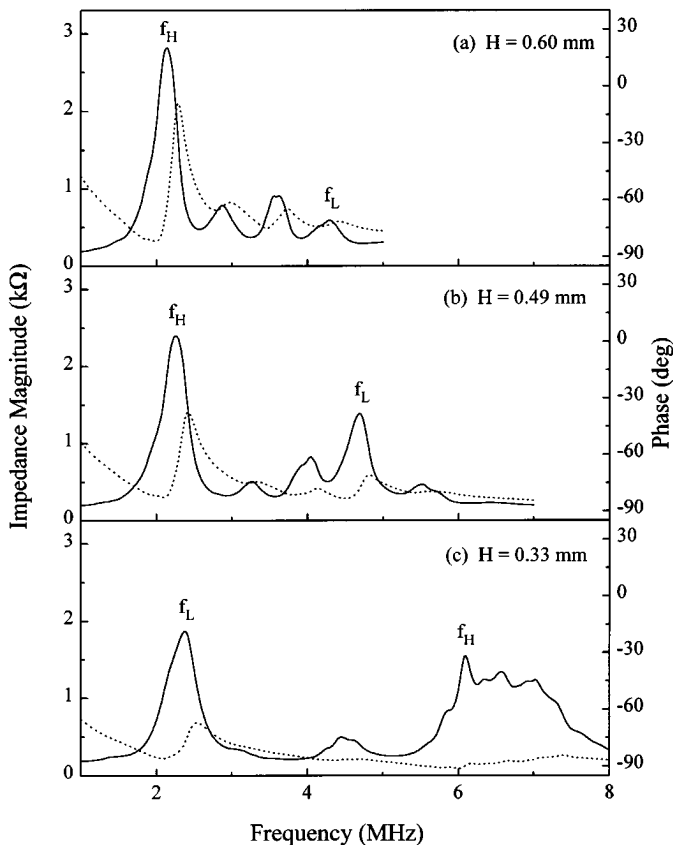 3
2
1
0
30
0
-30
-60
-90
f_H
f_L
(a) H = 0.60 mm
3
2
1
0
30
0
-30
-60
-90
f_H
f_L
(b) H = 0.49 mm
3
2
1
0
30
0
-30
-60
-90
f_L
f_H
(c) H = 0.33 mm
2
4
6
8
Impedance Magnitude (kΩ)
Phase (deg)
Frequency (MHz)